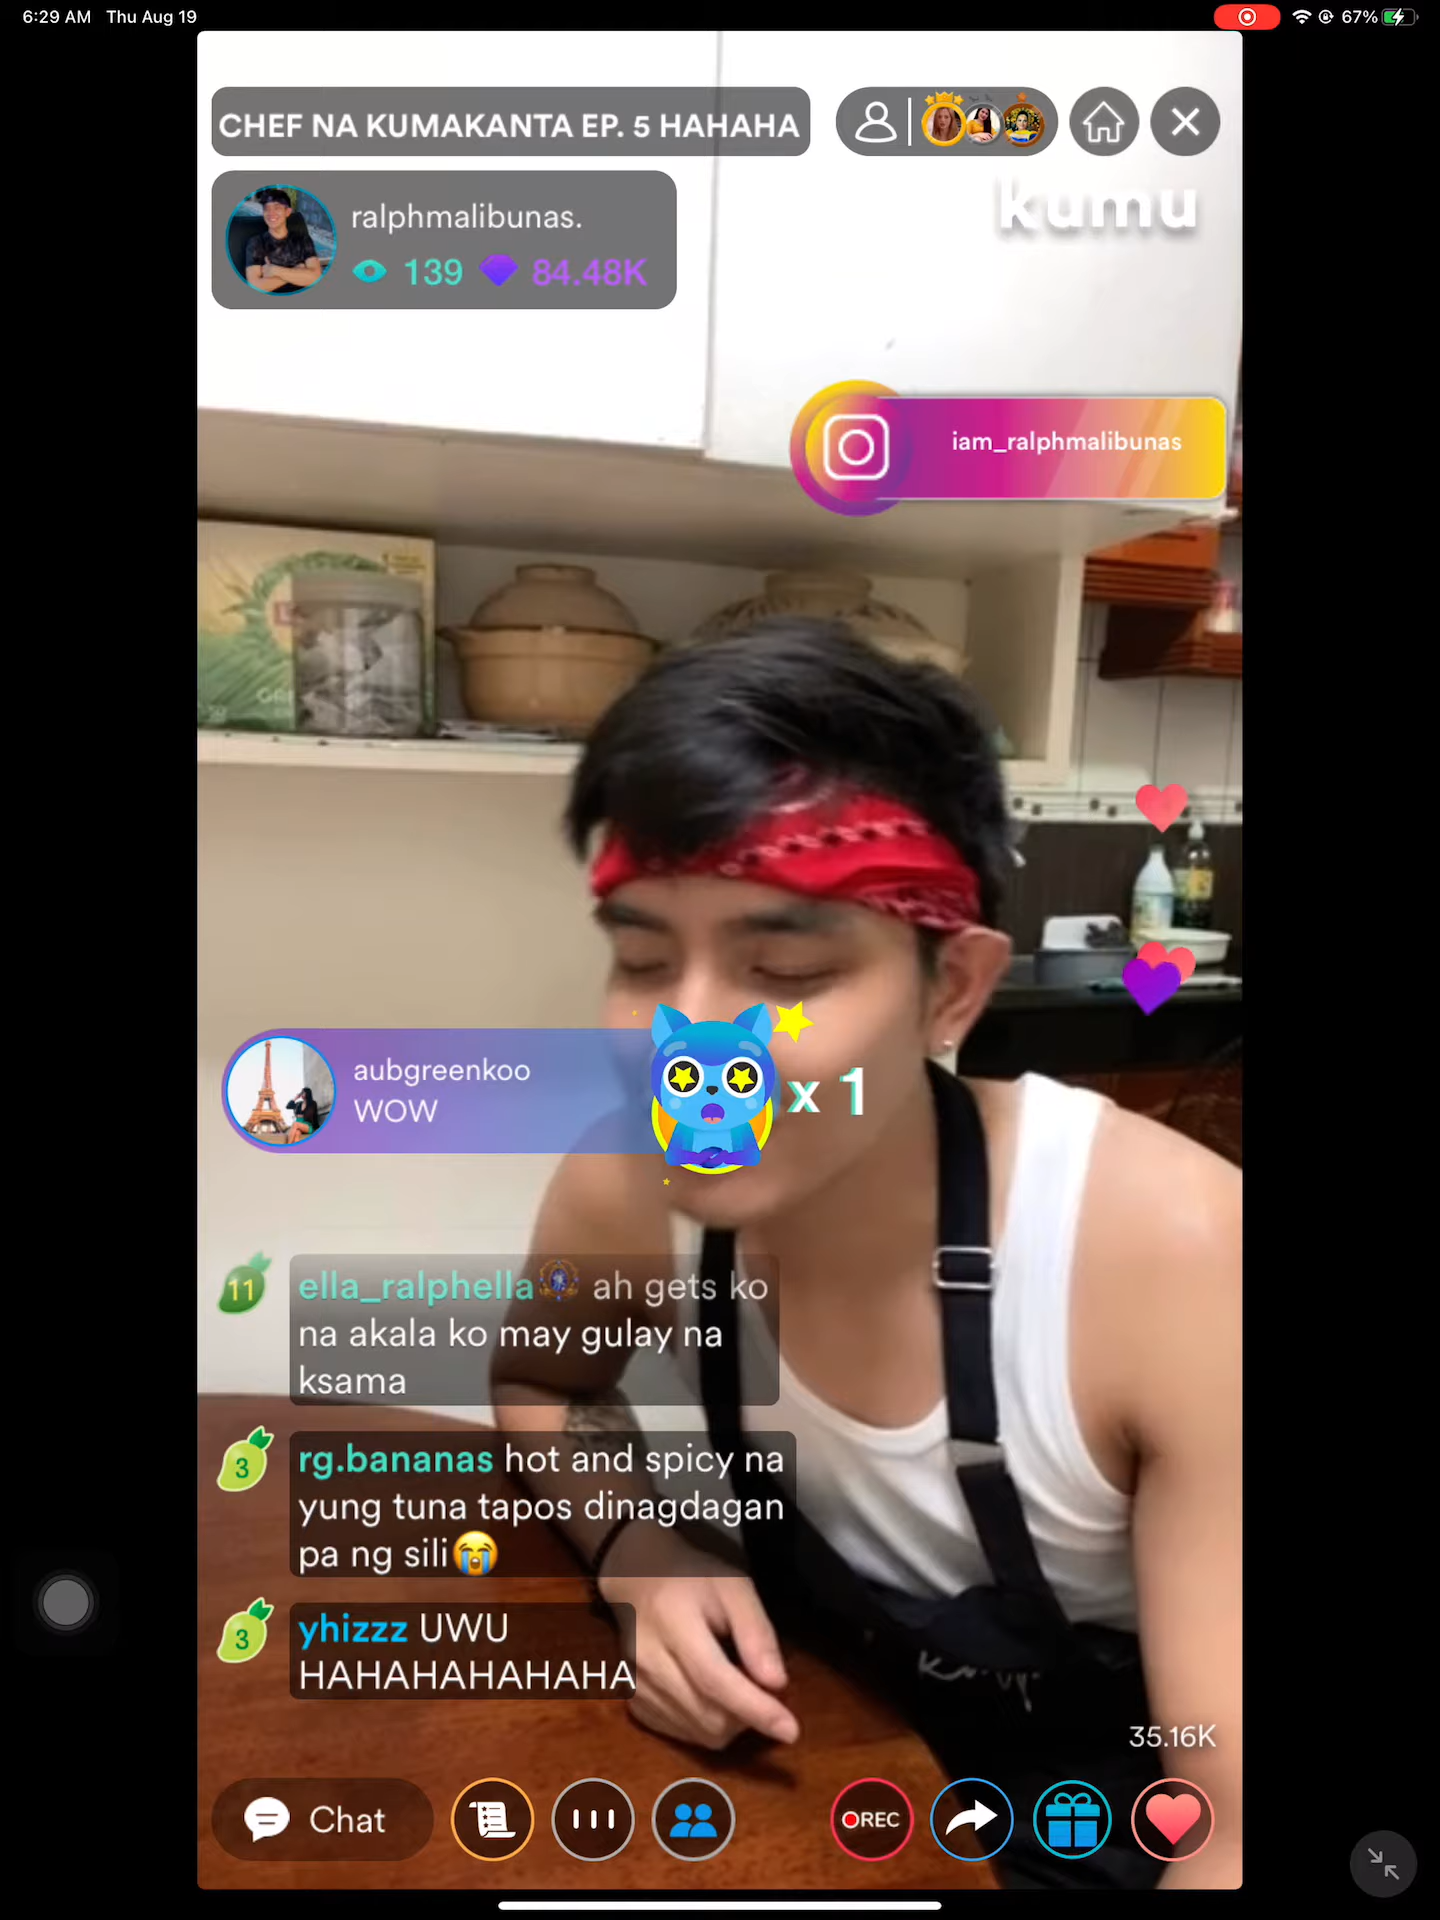 6:29 AM Thu Aug 19
67%
CHEF NA KUMAKANTA EP. 5 HAHAHA
kumu
ralphmalibunas.
139 84.48K
iam_ralphmalibunas
aubgreenkoo
WOW
x 1
11
ella_ralphella ah gets ko
na akala ko may gulay na
ksama
3
rg.bananas hot and spicy na
yung tuna tapos dinagdagan
pa ng sili😭
3
yhizzz UWU
HAHAHAHAHAHA
35.16K
Chat
REC